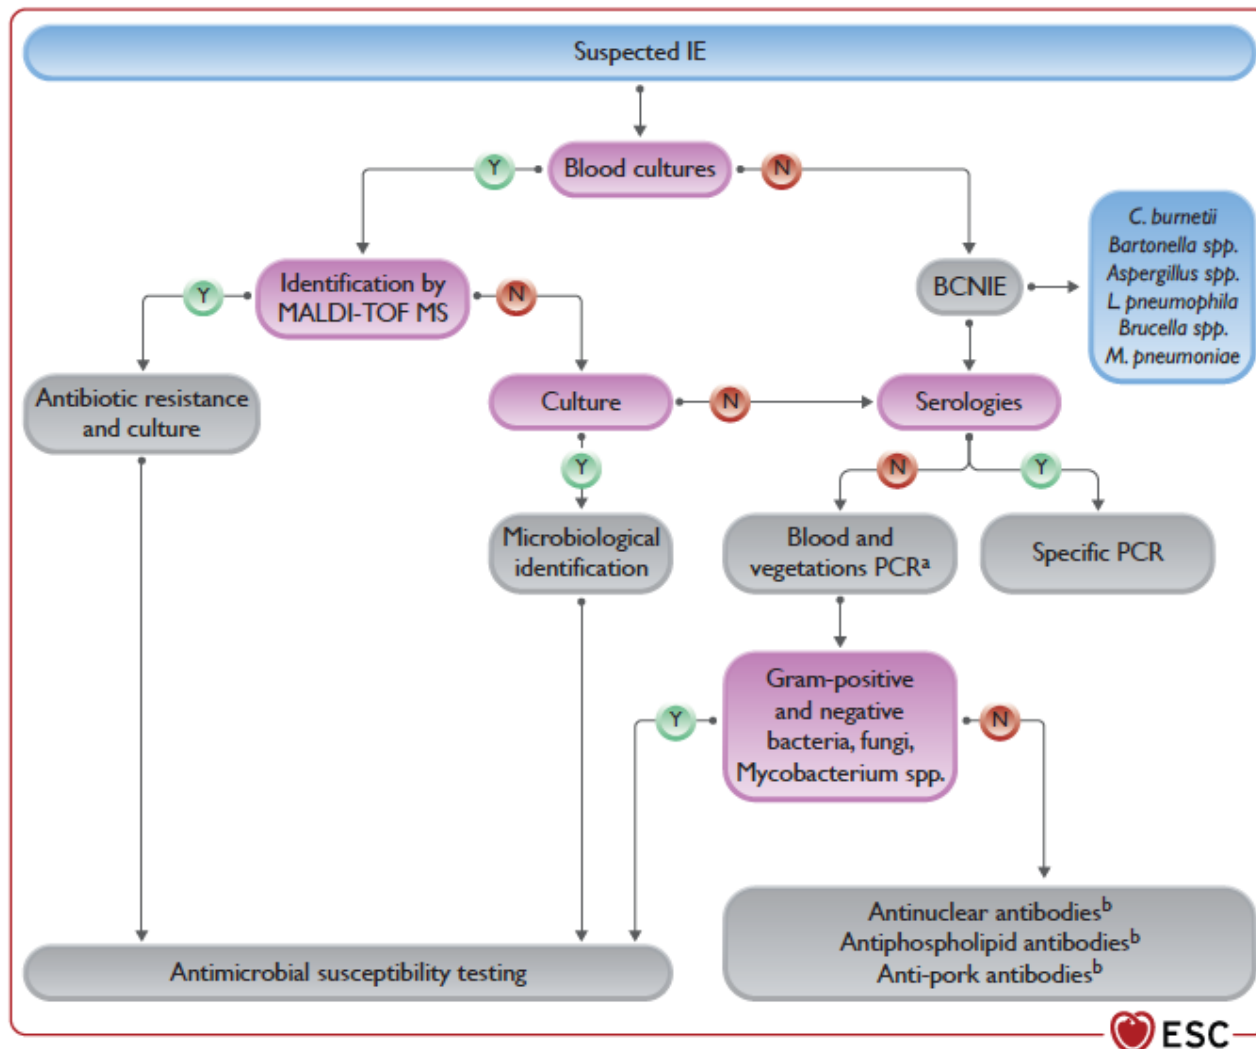 Suspected IE
Y
Blood cultures
N
C. burnetii
Bartonella spp.
Aspergillus spp.
L. pneumophila
Brucella spp.
M. pneumoniae
Y
Identification by
MALDI-TOF MS
N
BCNIE
Antibiotic resistance
and culture
Culture
N
Serologies
Y
N
Y
Microbiological
identification
Blood and
vegetations PCRᵃ
Specific PCR
Y
Gram-positive
and negative
bacteria, fungi,
Mycobacterium spp.
N
Antimicrobial susceptibility testing
Antinuclear antibodiesᵇ
Antiphospholipid antibodiesᵇ
Anti-pork antibodiesᵇ
ESC